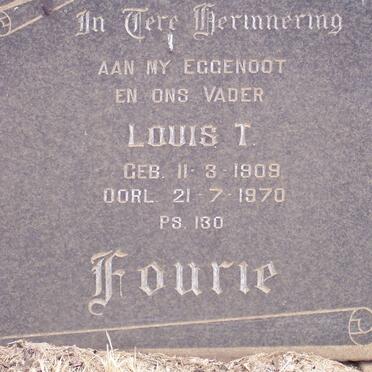 In Tere Herinnering
AAN MY EGGENOOT
EN ONS VADER
LOUIS T.
GEB. 11-3-1909
OORL. 21-7-1970
PS. 130
Fourie